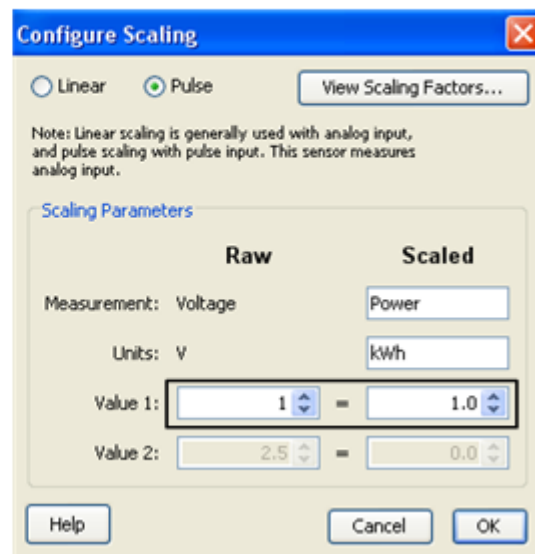 Configure Scaling
Linear Pulse View Scaling Factors...
Note: Linear scaling is generally used with analog input,
and pulse scaling with pulse input. This sensor measures
analog input.
Scaling Parameters
Raw Scaled
Measurement: Voltage Power
Units: V kWh
Value 1: 1 = 1.0
Value 2: 2.5 = 0.0
Help Cancel OK